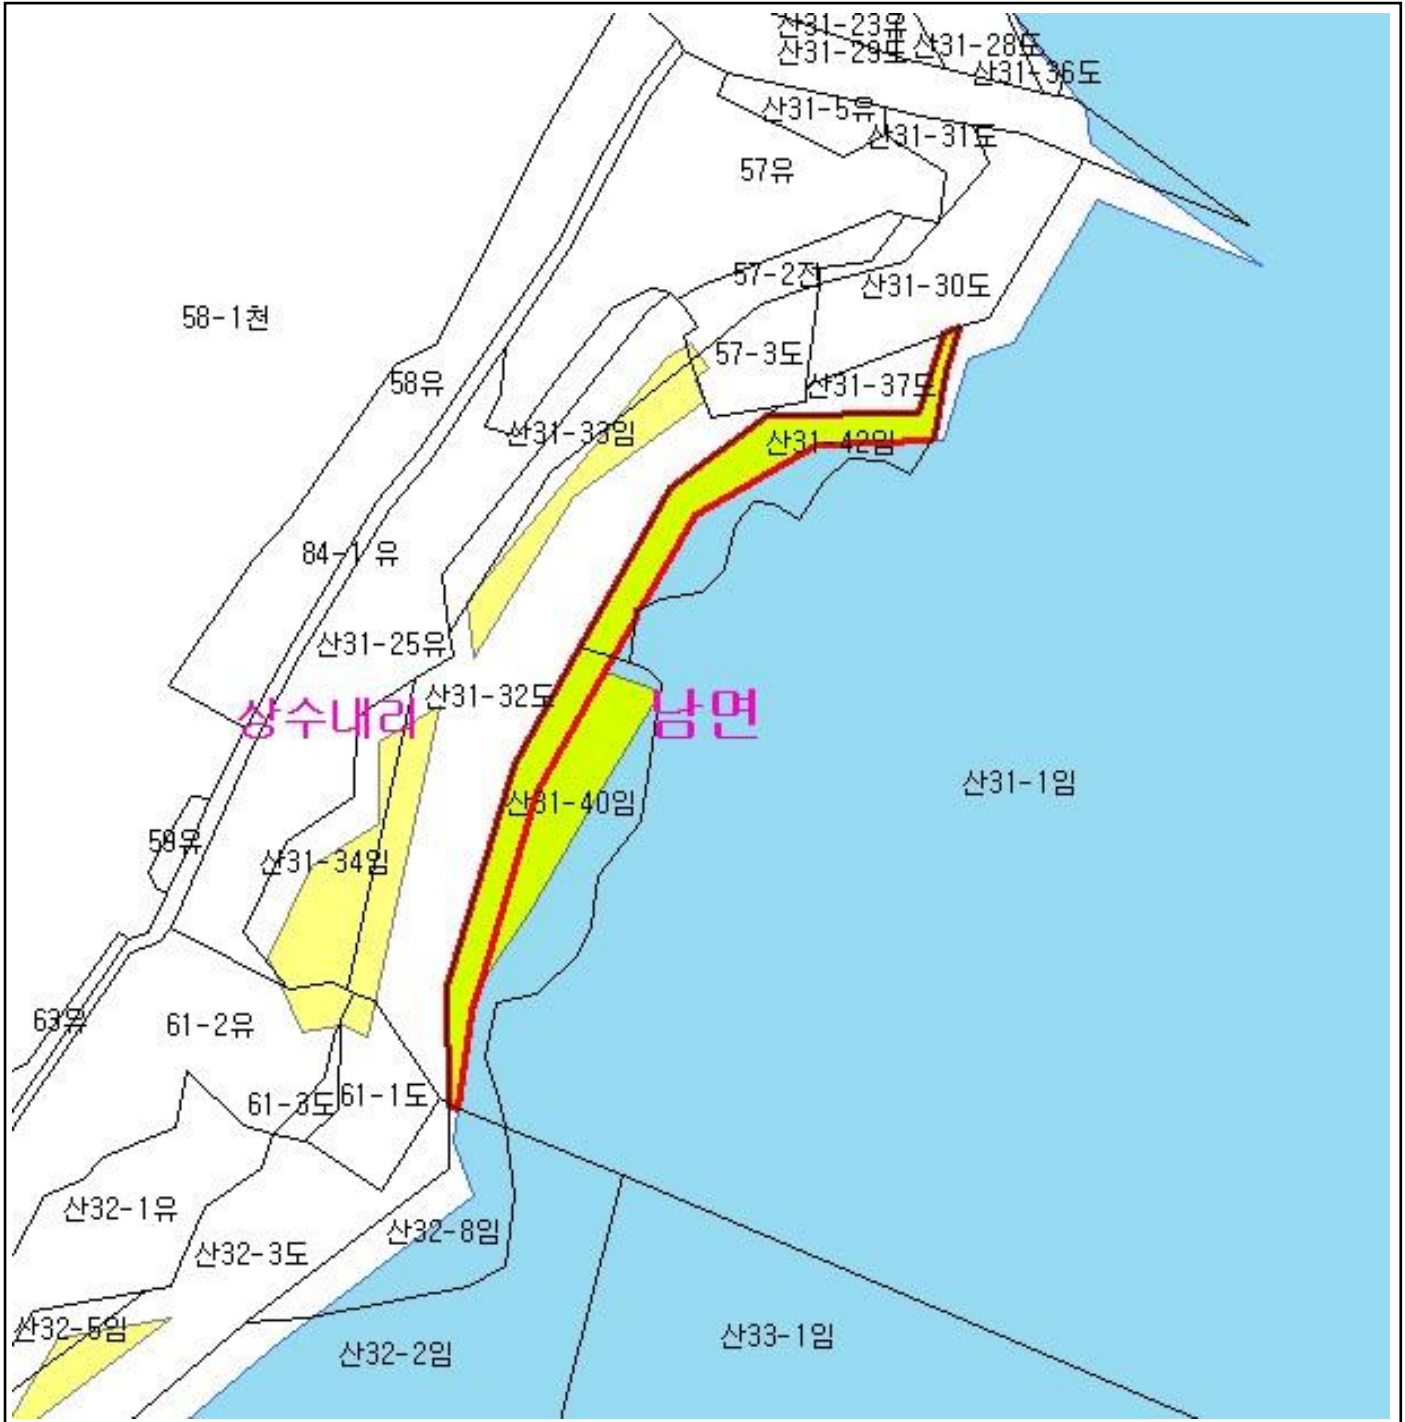 산31-23유
산31-29도
산31-28도
산31-36도
산31-5유
산31-31도
57유
57-2전
산31-30도
58-1천
57-3도
58유
산31-37도
산31-33임
산31-42임
84-1 유
산31-25유
산31-32도
상수내리
남면
산31-1임
산31-40임
59유
산31-34임
63유
61-2유
61-3도
61-1도
산32-1유
산32-3도
산32-8임
산32-5임
산32-2임
산33-1임